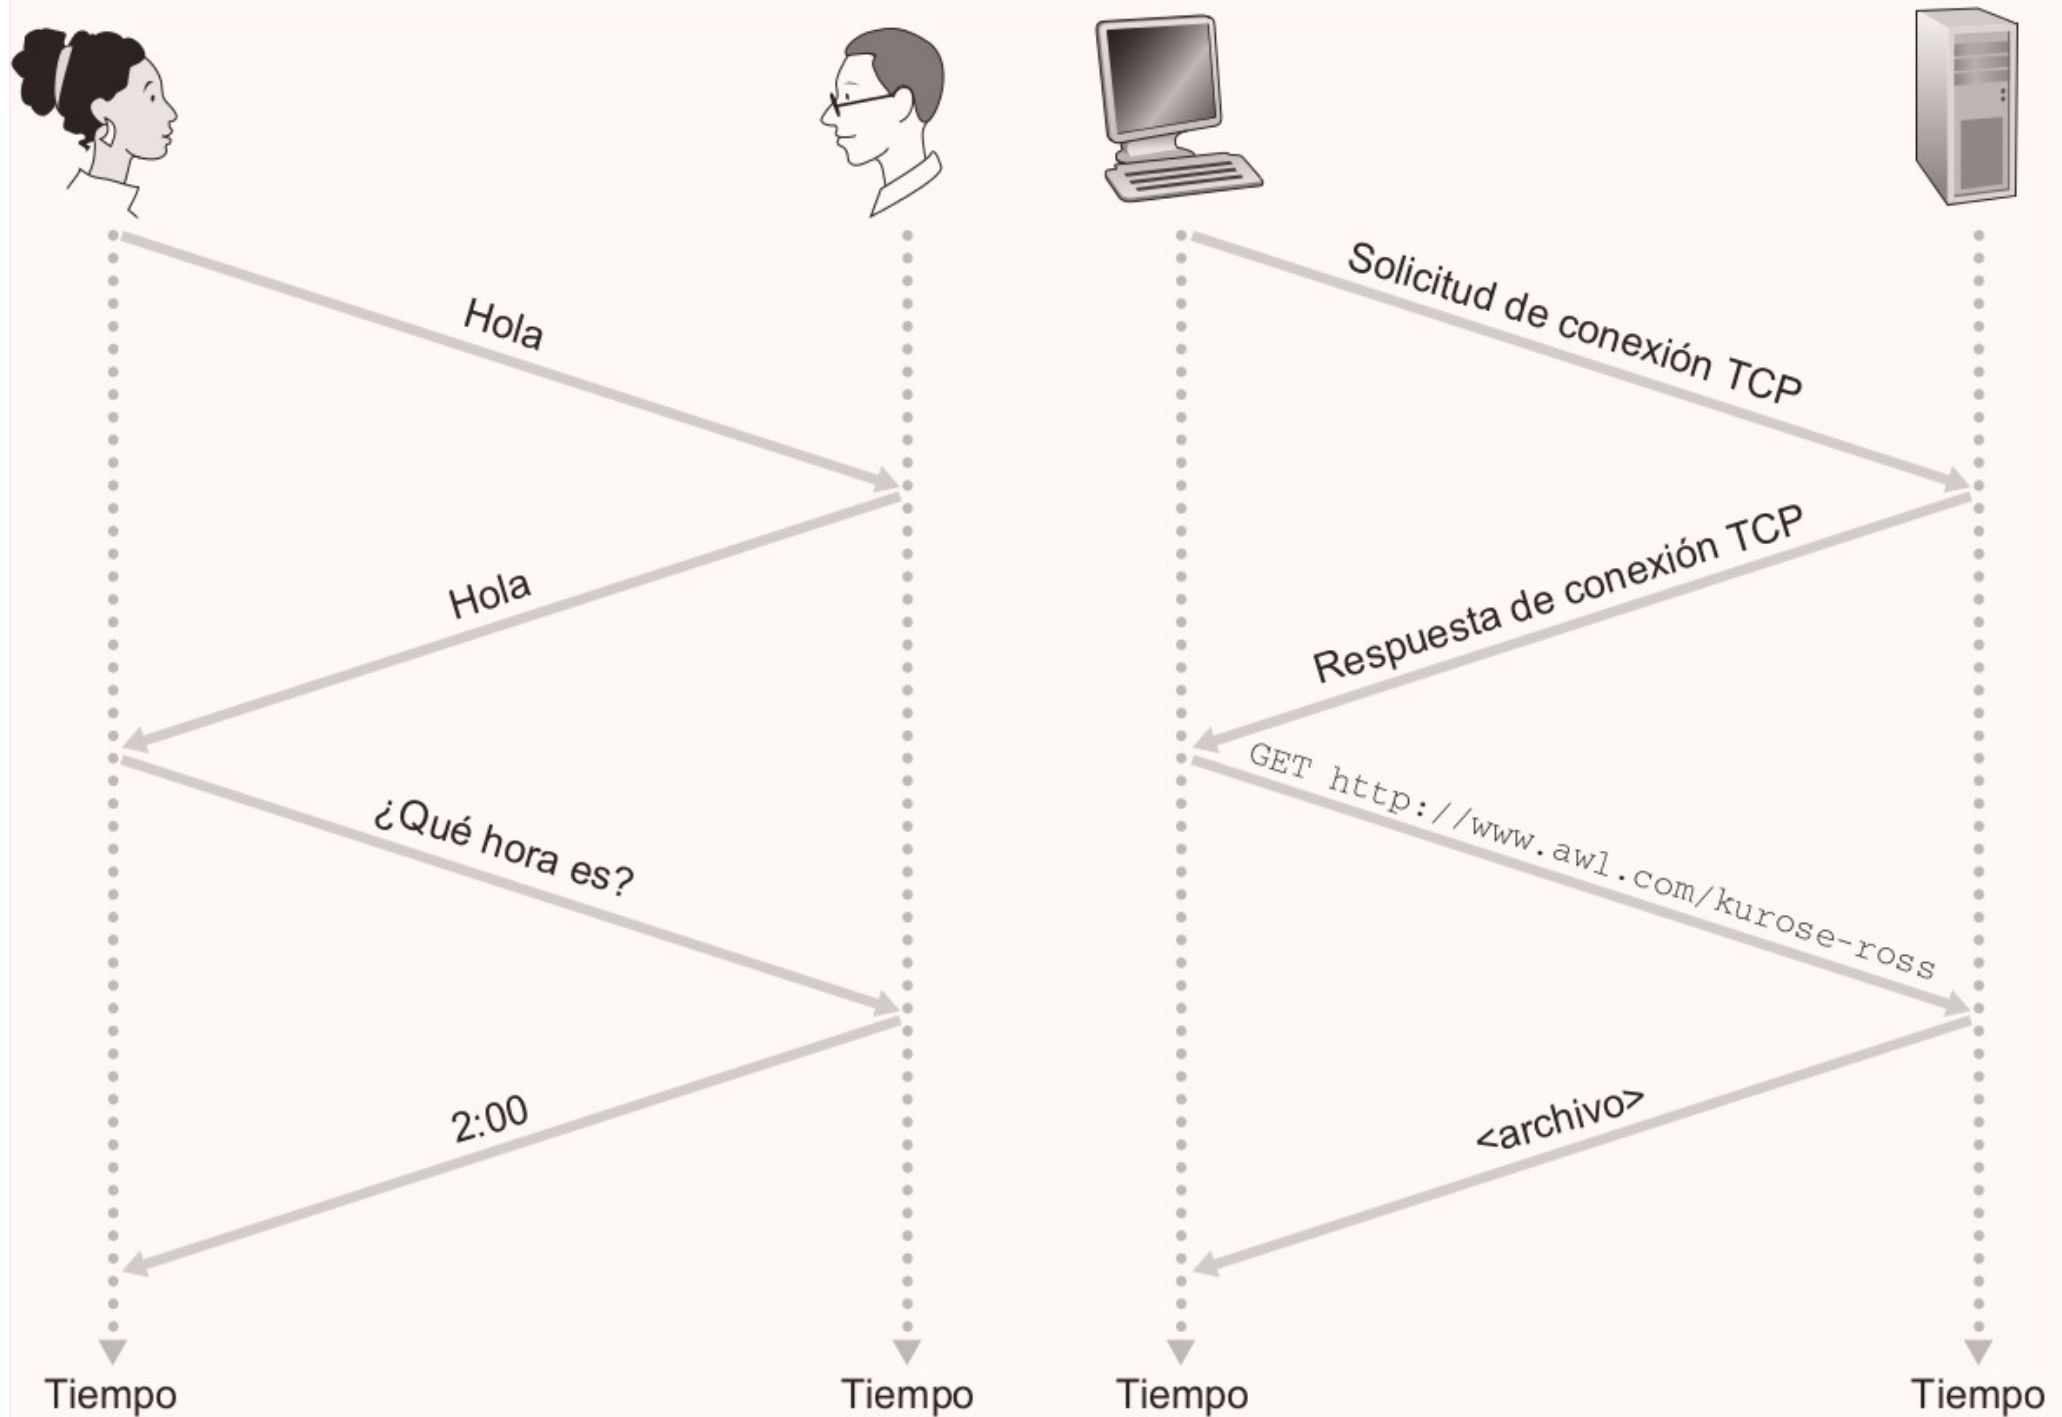 Hola
Hola
¿Qué hora es?
2:00
Tiempo
Tiempo
Solicitud de conexión TCP
Respuesta de conexión TCP
GET http://www.awl.com/kurose-ross
<archivo>
Tiempo
Tiempo